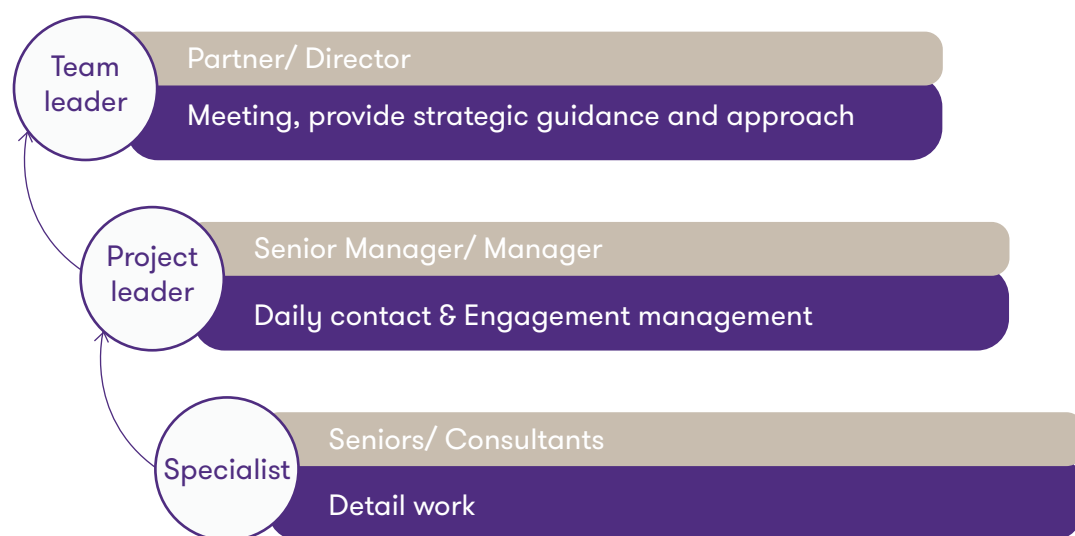 Team
leader
Partner/ Director
Meeting, provide strategic guidance and approach
Project
leader
Senior Manager/ Manager
Daily contact & Engagement management
Specialist
Seniors/ Consultants
Detail work